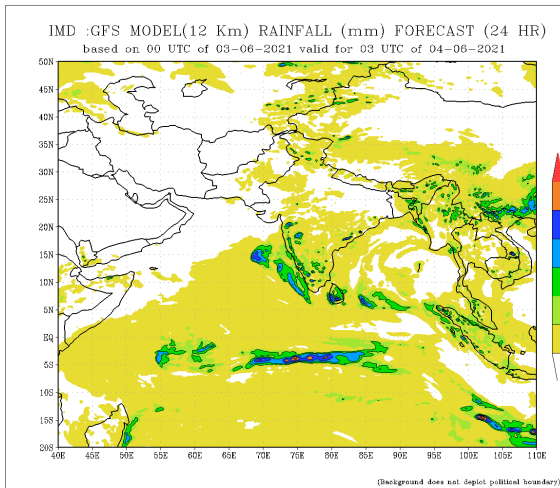 IMD :GFS MODEL(12 Km) RAINFALL (mm) FORECAST (24 HR)
based on 00 UTC of 03-06-2021 valid for 03 UTC of 04-06-2021
50N
45N
40N
35N
30N
25N
20N
15N
10N
5N
EQ
5S
10S
15S
20S
40E 45E 50E 55E 60E 65E 70E 75E 80E 85E 90E 95E 100E 105E 110E
(Background does not depict political boundary)